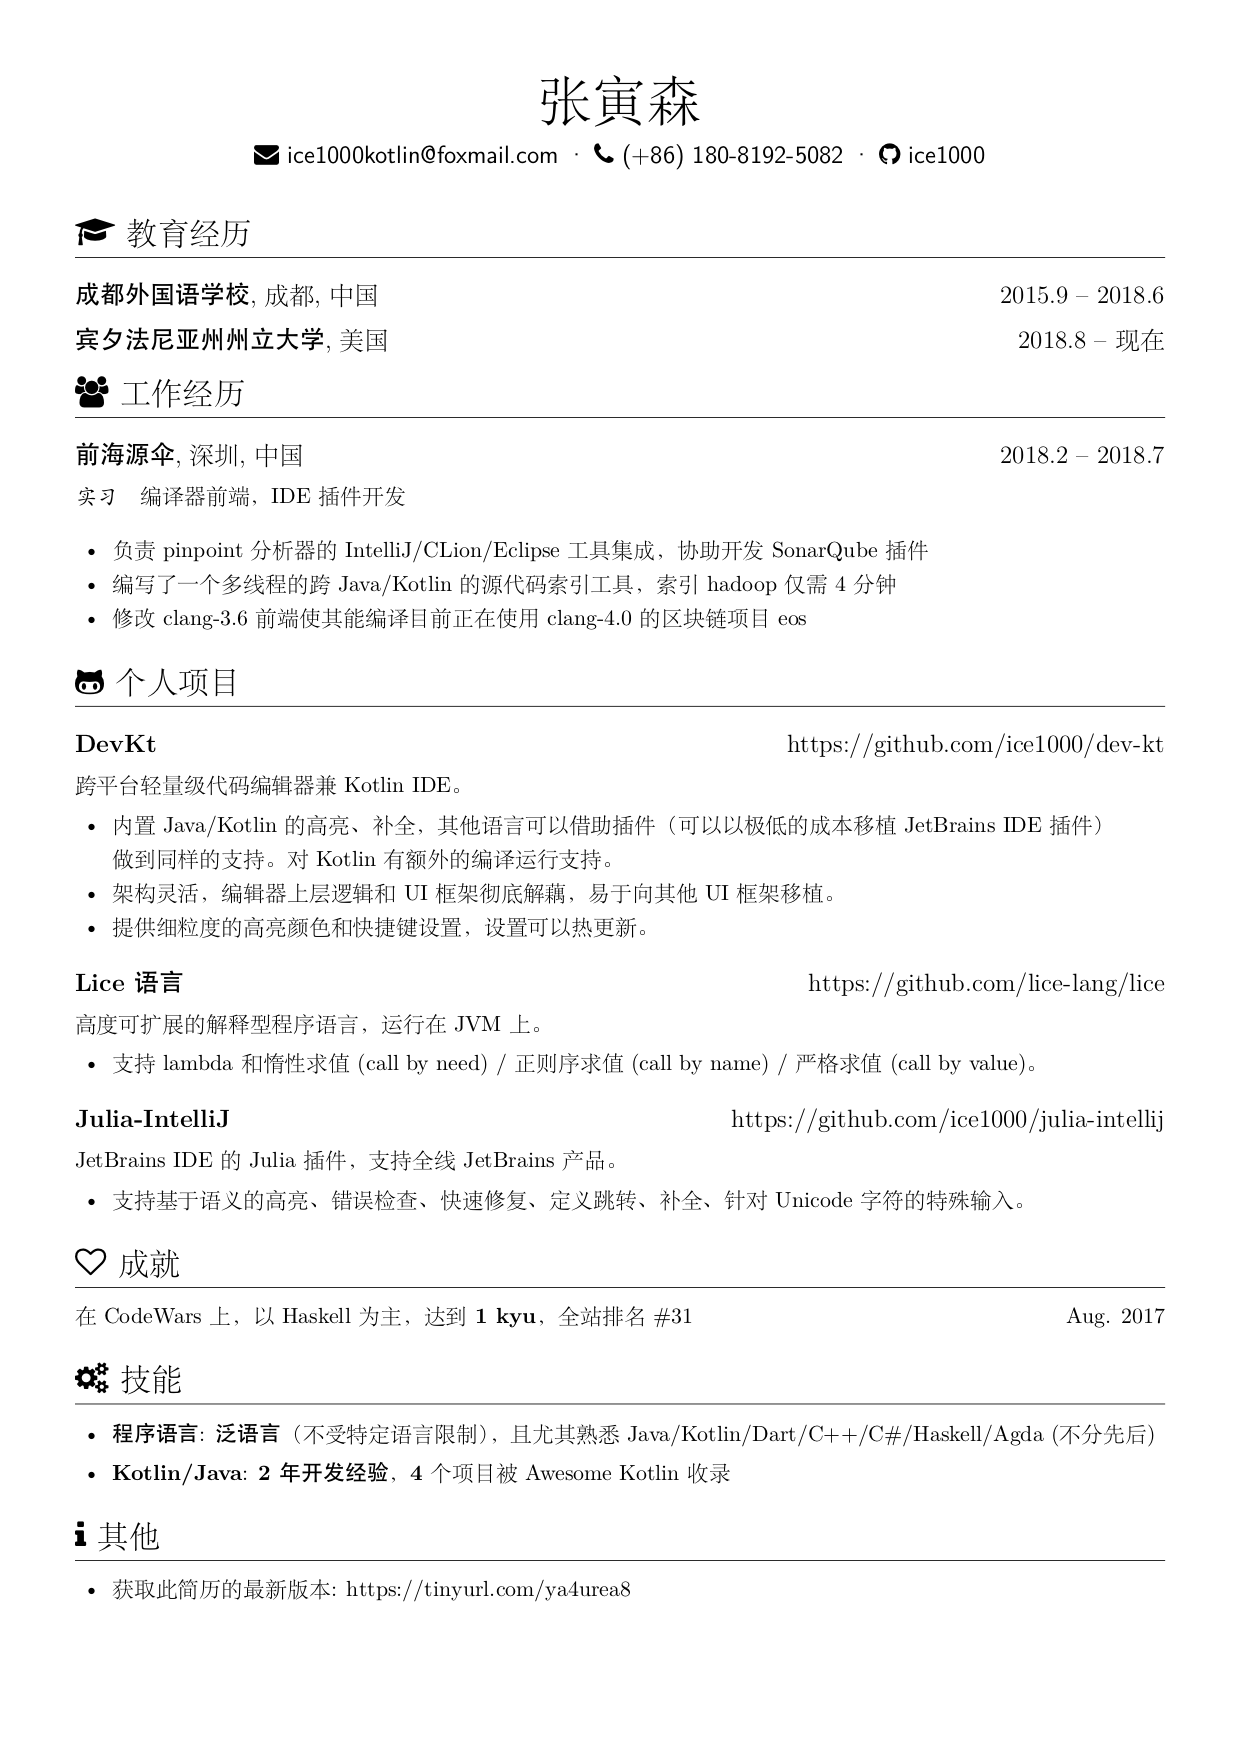 张寅森
ice1000kotlin@foxmail.com · (+86) 180-8192-5082 · ice1000
教育经历
成都外国语学校, 成都, 中国 2015.9 – 2018.6
宾夕法尼亚州州立大学, 美国 2018.8 – 现在
工作经历
前海源伞, 深圳, 中国 2018.2 – 2018.7
实习 编译器前端，IDE 插件开发
• 负责 pinpoint 分析器的 IntelliJ/CLion/Eclipse 工具集成，协助开发 SonarQube 插件
• 编写了一个多线程的跨 Java/Kotlin 的源代码索引工具，索引 hadoop 仅需 4 分钟
• 修改 clang-3.6 前端使其能编译目前正在使用 clang-4.0 的区块链项目 eos
个人项目
DevKt https://github.com/ice1000/dev-kt
跨平台轻量级代码编辑器兼 Kotlin IDE。
• 内置 Java/Kotlin 的高亮、补全，其他语言可以借助插件（可以以极低的成本移植 JetBrains IDE 插件）
做到同样的支持。对 Kotlin 有额外的编译运行支持。
• 架构灵活，编辑器上层逻辑和 UI 框架彻底解藕，易于向其他 UI 框架移植。
• 提供细粒度的高亮颜色和快捷键设置，设置可以热更新。
Lice 语言 https://github.com/lice-lang/lice
高度可扩展的解释型程序语言，运行在 JVM 上。
• 支持 lambda 和惰性求值 (call by need) / 正则序求值 (call by name) / 严格求值 (call by value)。
Julia-IntelliJ https://github.com/ice1000/julia-intellij
JetBrains IDE 的 Julia 插件，支持全线 JetBrains 产品。
• 支持基于语义的高亮、错误检查、快速修复、定义跳转、补全、针对 Unicode 字符的特殊输入。
成就
在 CodeWars 上，以 Haskell 为主，达到 1 kyu，全站排名 #31 Aug. 2017
技能
• 程序语言: 泛语言（不受特定语言限制），且尤其熟悉 Java/Kotlin/Dart/C++/C#/Haskell/Agda (不分先后)
• Kotlin/Java: 2 年开发经验，4 个项目被 Awesome Kotlin 收录
其他
• 获取此简历的最新版本: https://tinyurl.com/ya4urea8